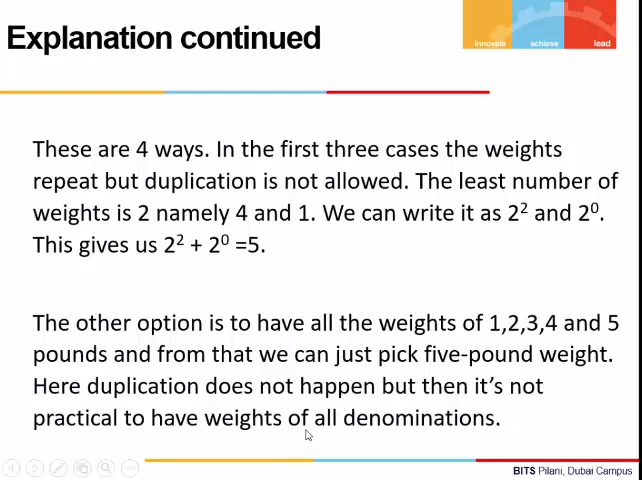 Explanation continued
innovate achieve lead
These are 4 ways. In the first three cases the weights
repeat but duplication is not allowed. The least number of
weights is 2 namely 4 and 1. We can write it as 2² and 2⁰.
This gives us 2² + 2⁰ =5.
The other option is to have all the weights of 1,2,3,4 and 5
pounds and from that we can just pick five-pound weight.
Here duplication does not happen but then it's not
practical to have weights of all denominations.
BITS Pilani, Dubai Campus